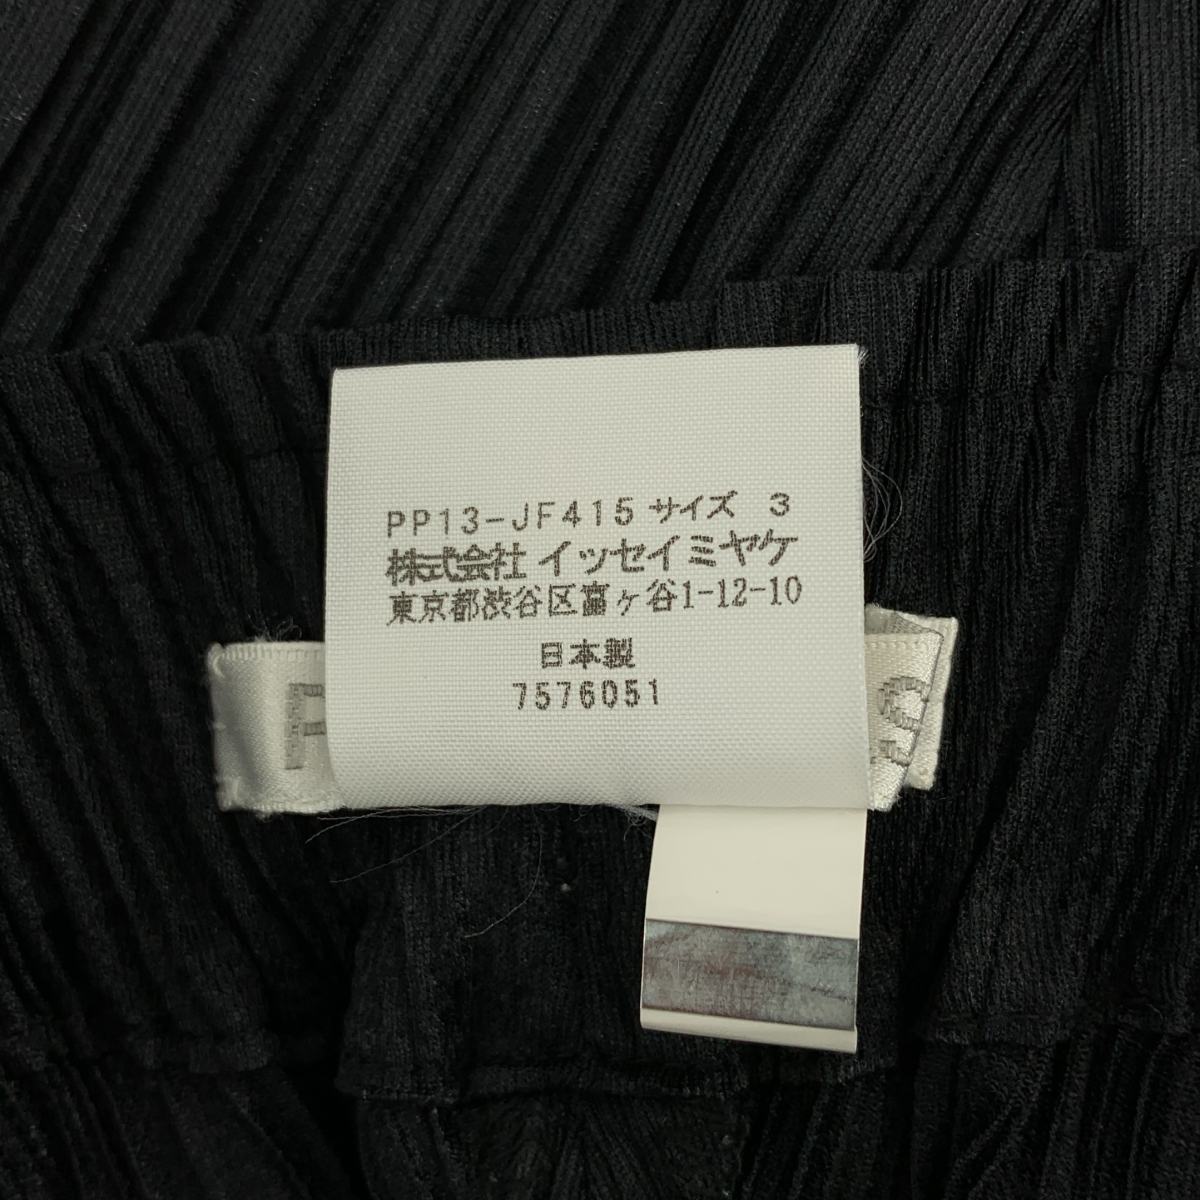 PP13-JF415 サイズ 3
株式会社 イッセイミヤケ
東京都渋谷区富ヶ谷1-12-10
日本製
7576051